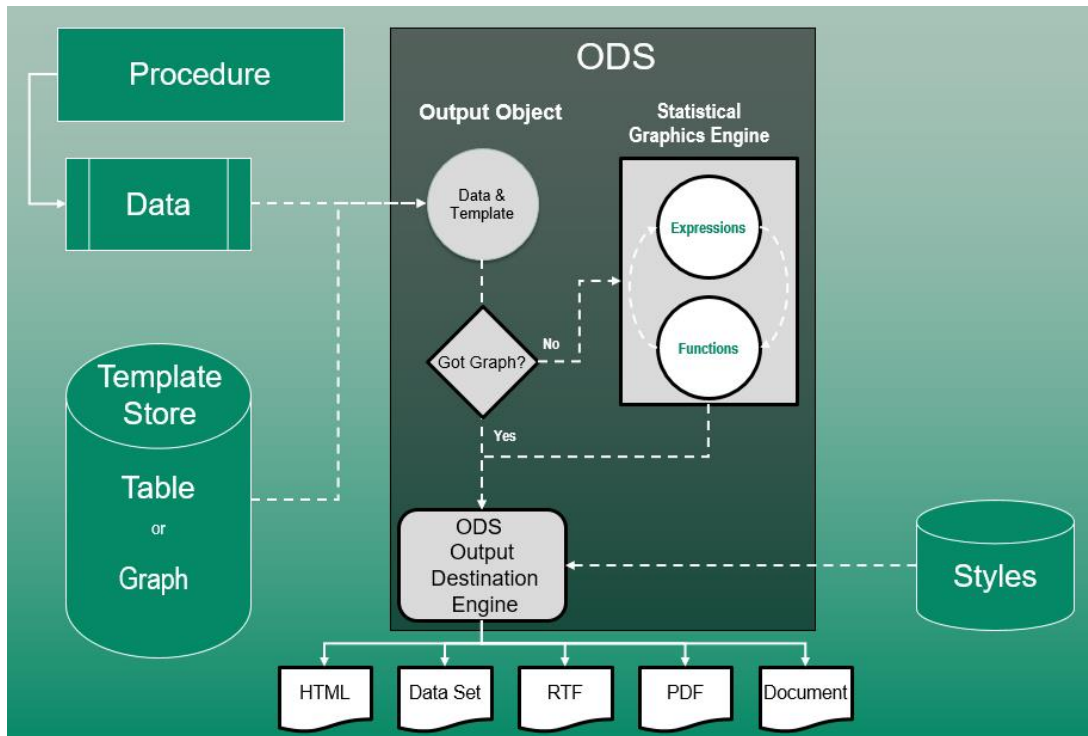 Procedure
Data
Template
Store
Table
or
Graph
ODS
Output Object
Statistical
Graphics Engine
Data &
Template
Expressions
Functions
Got Graph?
No
Yes
ODS
Output
Destination
Engine
Styles
HTML
Data Set
RTF
PDF
Document